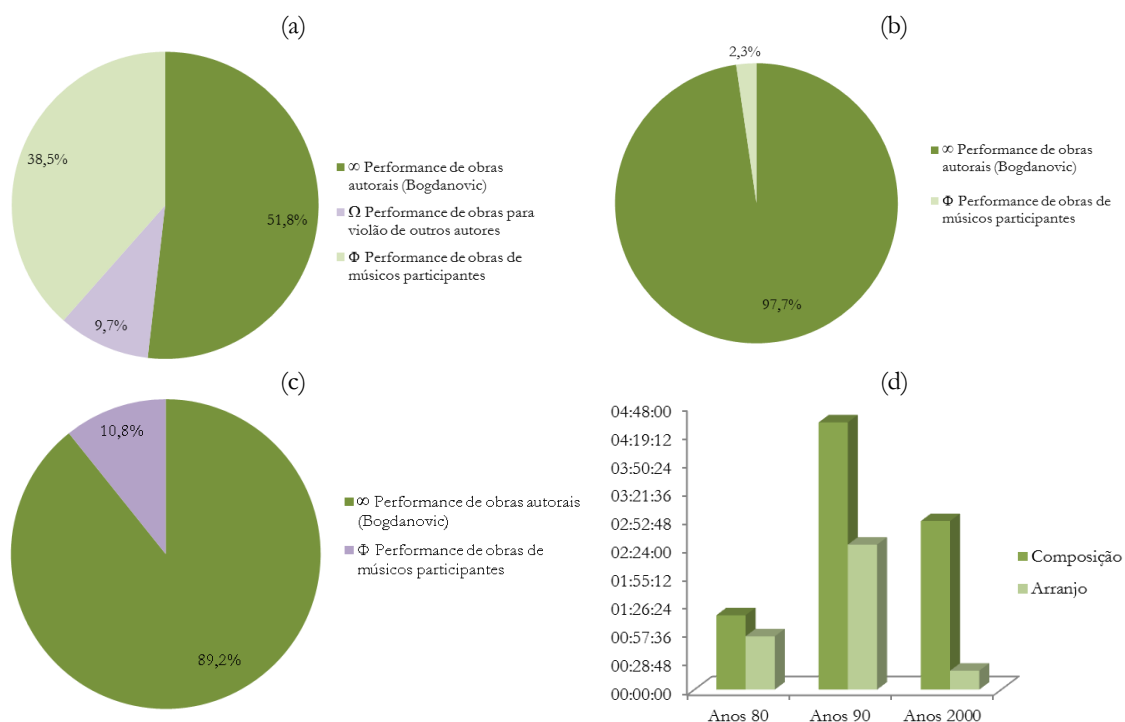 (a)
38,5%
51,8%
9,7%
∞ Performance de obras
autorais (Bogdanovic)
Ω Performance de obras para
violão de outros autores
Φ Performance de obras de
músicos participantes
(b)
2,3%
97,7%
∞ Performance de obras
autorais (Bogdanovic)
Φ Performance de obras de
músicos participantes
(c)
10,8%
89,2%
∞ Performance de obras autorais
(Bogdanovic)
Φ Performance de obras de
músicos participantes
(d)
04:48:00
04:19:12
03:50:24
03:21:36
02:52:48
02:24:00
01:55:12
01:26:24
00:57:36
00:28:48
00:00:00
Anos 80
Anos 90
Anos 2000
Composição
Arranjo